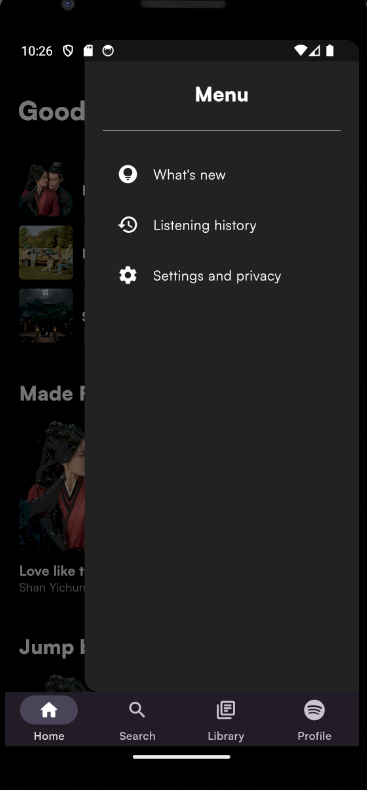 10:26
Good
Menu
What's new
Listening history
Settings and privacy
Made F
Love like t
Shan Yichun
Jump b
Home
Search
Library
Profile